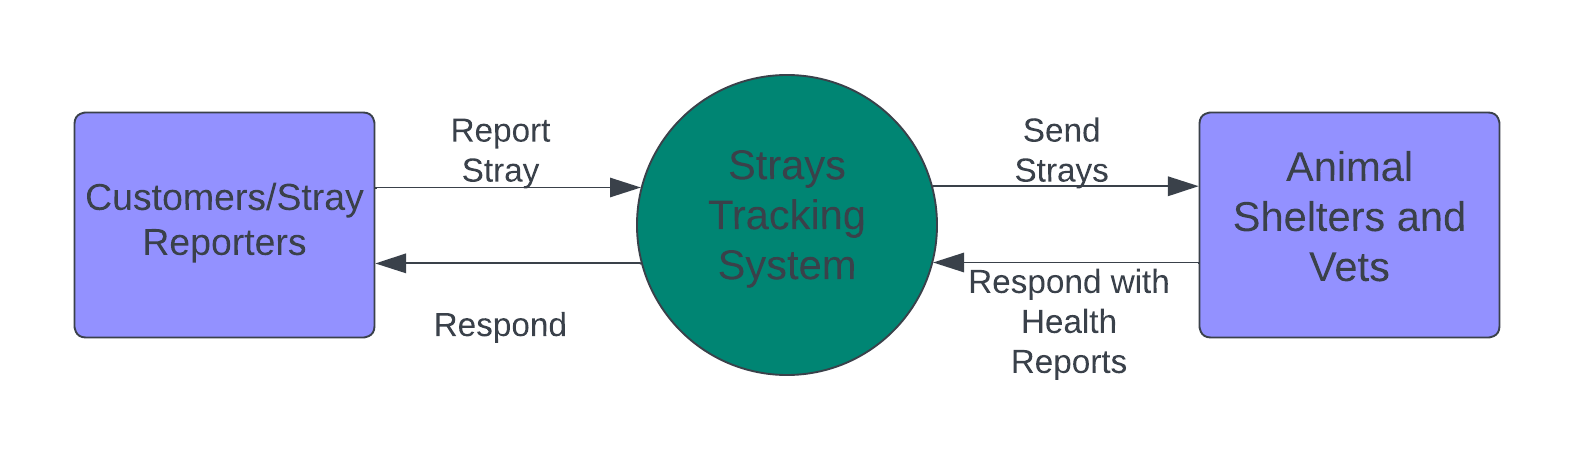 Customers/Stray
Reporters
Report
Stray
Respond
Strays
Tracking
System
Send
Strays
Respond with
Health
Reports
Animal
Shelters and
Vets